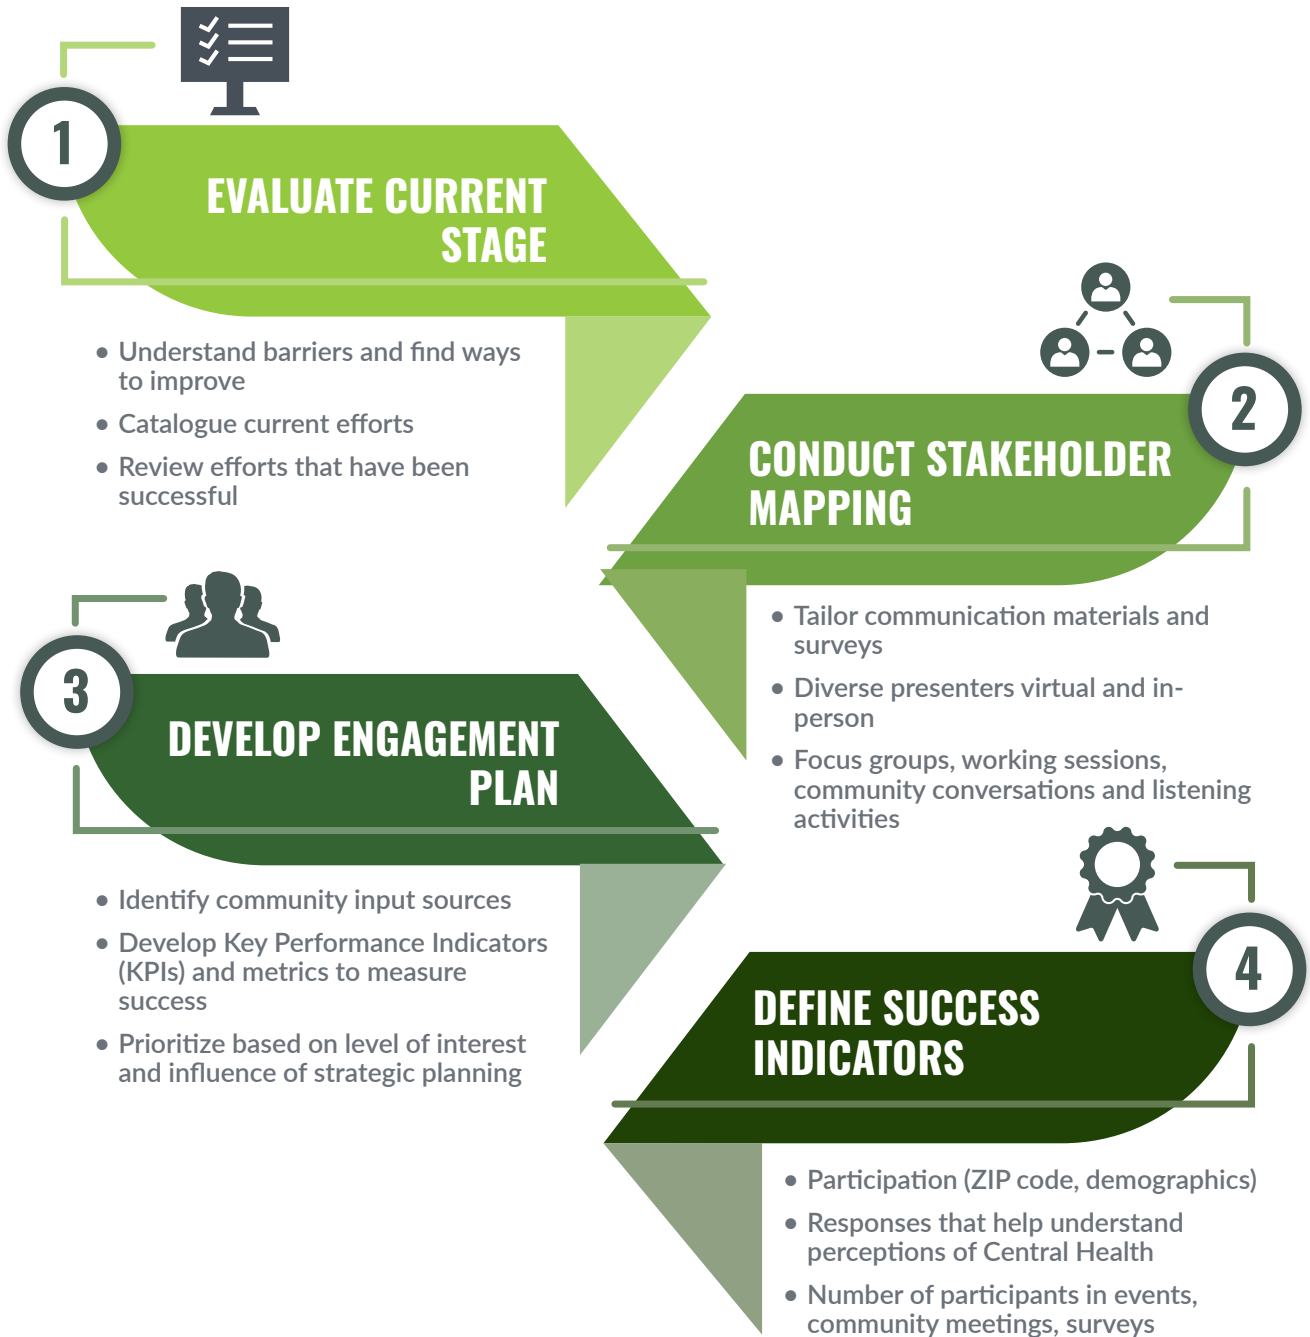 1
EVALUATE CURRENT
STAGE
• Understand barriers and find ways
to improve
• Catalogue current efforts
• Review efforts that have been
successful
2
CONDUCT STAKEHOLDER
MAPPING
• Tailor communication materials and
surveys
• Diverse presenters virtual and in-
person
• Focus groups, working sessions,
community conversations and listening
activities
3
DEVELOP ENGAGEMENT
PLAN
• Identify community input sources
• Develop Key Performance Indicators
(KPIs) and metrics to measure
success
• Prioritize based on level of interest
and influence of strategic planning
4
DEFINE SUCCESS
INDICATORS
• Participation (ZIP code, demographics)
• Responses that help understand
perceptions of Central Health
• Number of participants in events,
community meetings, surveys